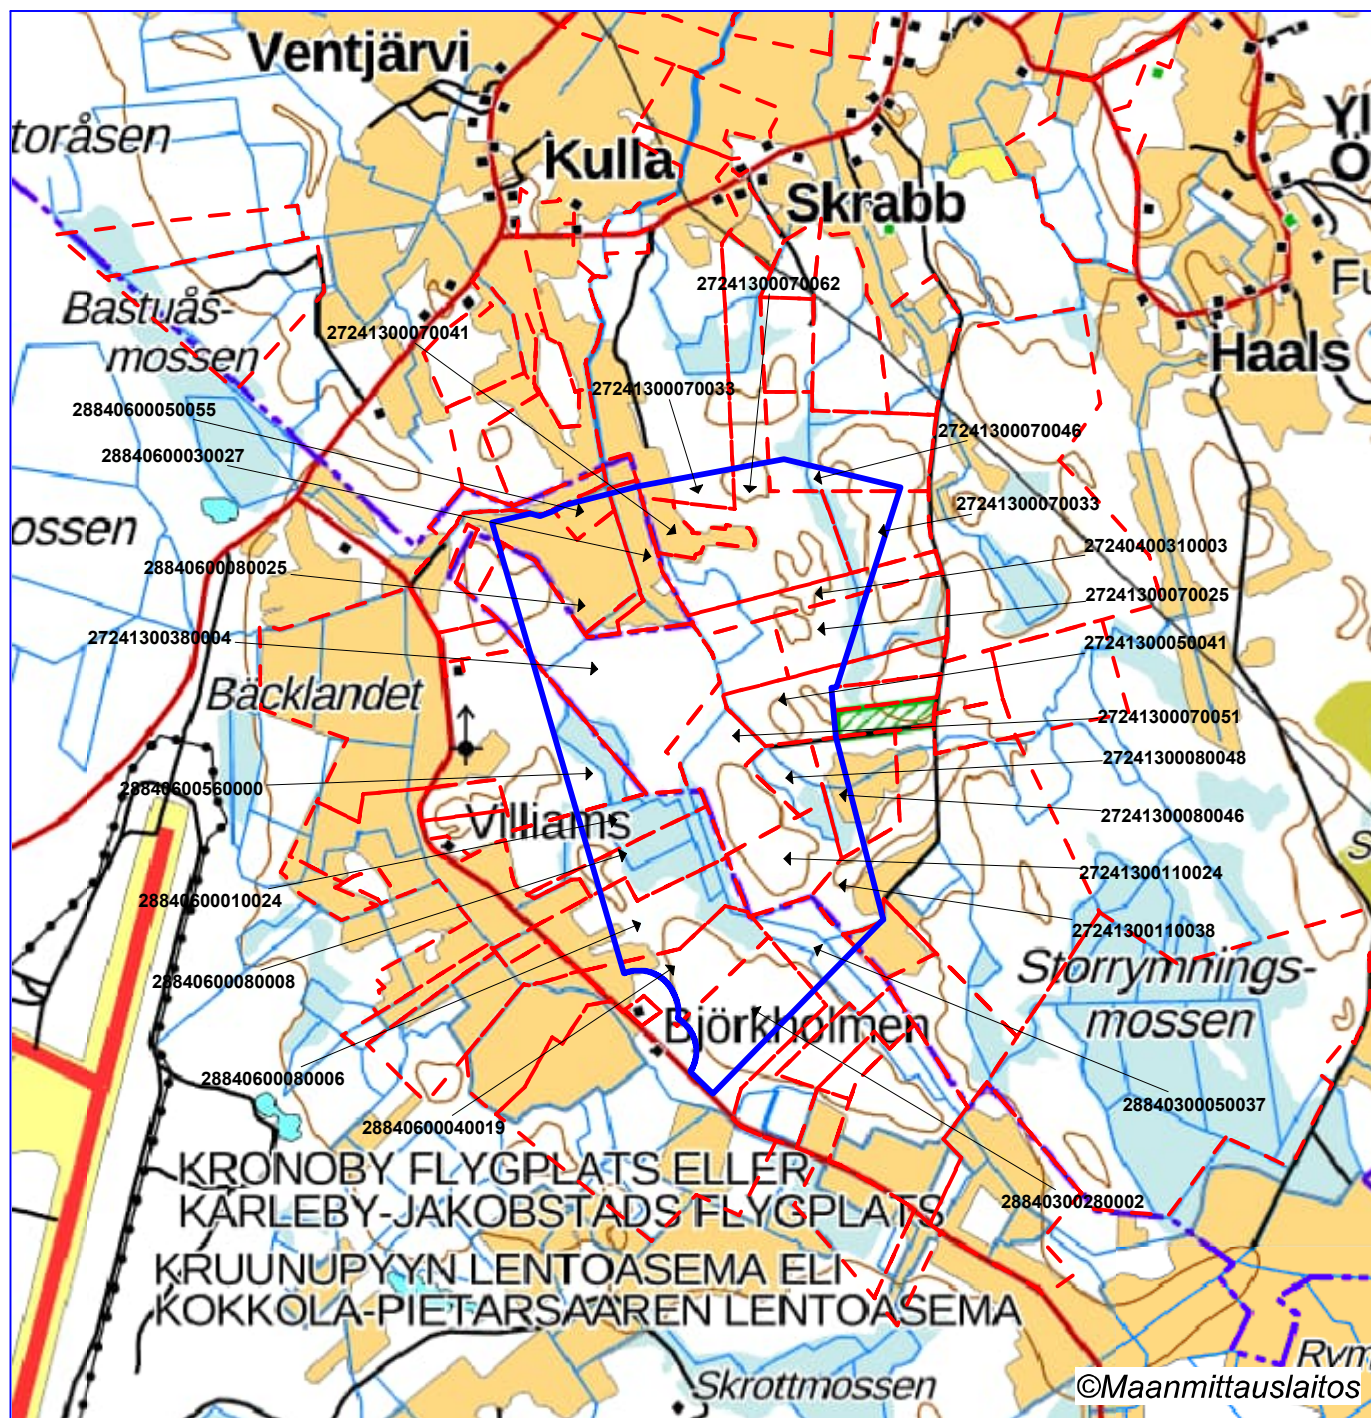 Ventjärvi
toråsen
Kulla
Yl
Ö
Skrabb
Bastuås-
mossen
27241300070062
27241300070041
Haals
27241300070033
28840600050055
27241300070046
28840600030027
27241300070033
ossen
27240400310003
28840600080025
27241300070025
27241300380004
27241300050041
Bäcklandet
27241300070051
27241300080048
28840600560000
27241300080046
Villiams
27241300110024
28840600010024
27241300110038
28840600080008
Storrymnings-
mossen
Björkholmen
28840600080006
28840300050037
28840600040019
KRONOBY FLYGPLATS ELLER
KARLEBY-JAKOBSTADS FLYGPLATS
28840300280002
KRUUNUPYYN LENTOASEMA ELI
KOKKOLA-PIETARSAAREN LENTOASEMA
Skrottmossen
©Maanmittauslaitos